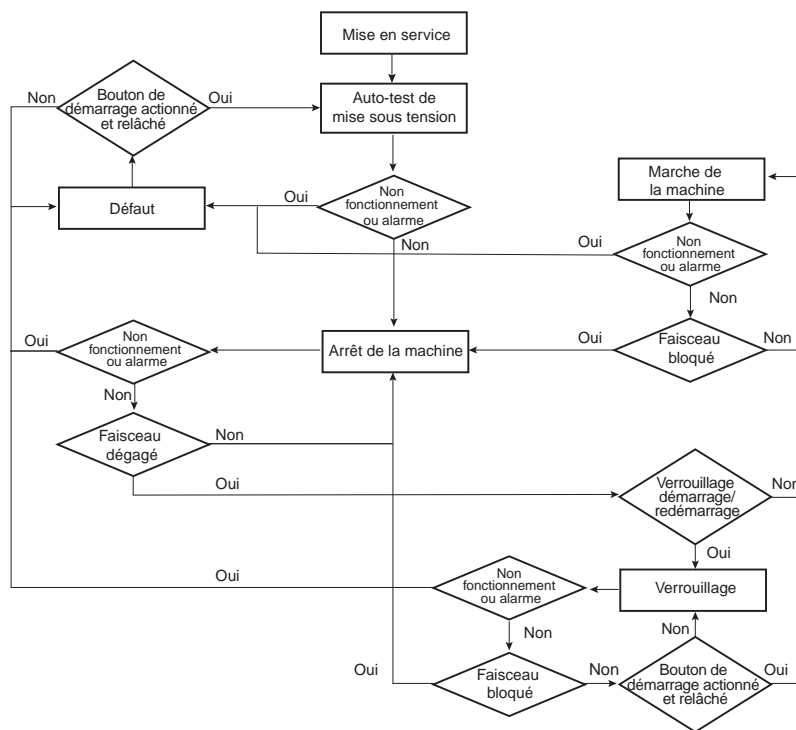 Mise en service
Non
Bouton de
démarrage actionné
et relâché
Oui
Auto-test de
mise sous tension
Marche de
la machine
Défaut
Oui
Non
fonctionnement
ou alarme
Non
Oui
Non
fonctionnement
ou alarme
Non
Oui
Non
fonctionnement
ou alarme
Arrêt de la machine
Oui
Faisceau
bloqué
Non
Non
Faisceau
dégagé
Non
Oui
Verrouillage
démarrage/
redémarrage
Non
Oui
Oui
Non
fonctionnement
ou alarme
Verrouillage
Non
Non
Oui
Faisceau
bloqué
Non
Bouton de
démarrage actionné
et relâché
Oui